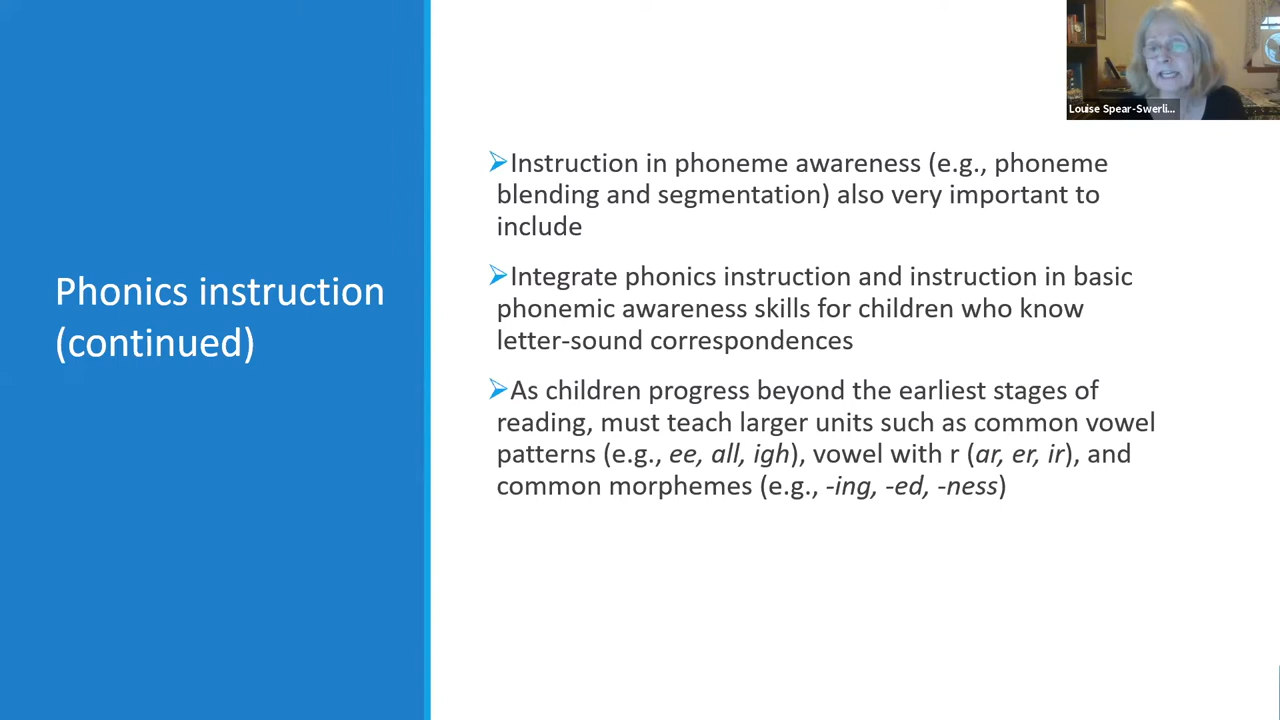 Louise Spear-Swerli...
Phonics instruction
(continued)
➢Instruction in phoneme awareness (e.g., phoneme
blending and segmentation) also very important to
include
➢Integrate phonics instruction and instruction in basic
phonemic awareness skills for children who know
letter-sound correspondences
➢As children progress beyond the earliest stages of
reading, must teach larger units such as common vowel
patterns (e.g., ee, all, igh), vowel with r (ar, er, ir), and
common morphemes (e.g., -ing, -ed, -ness)